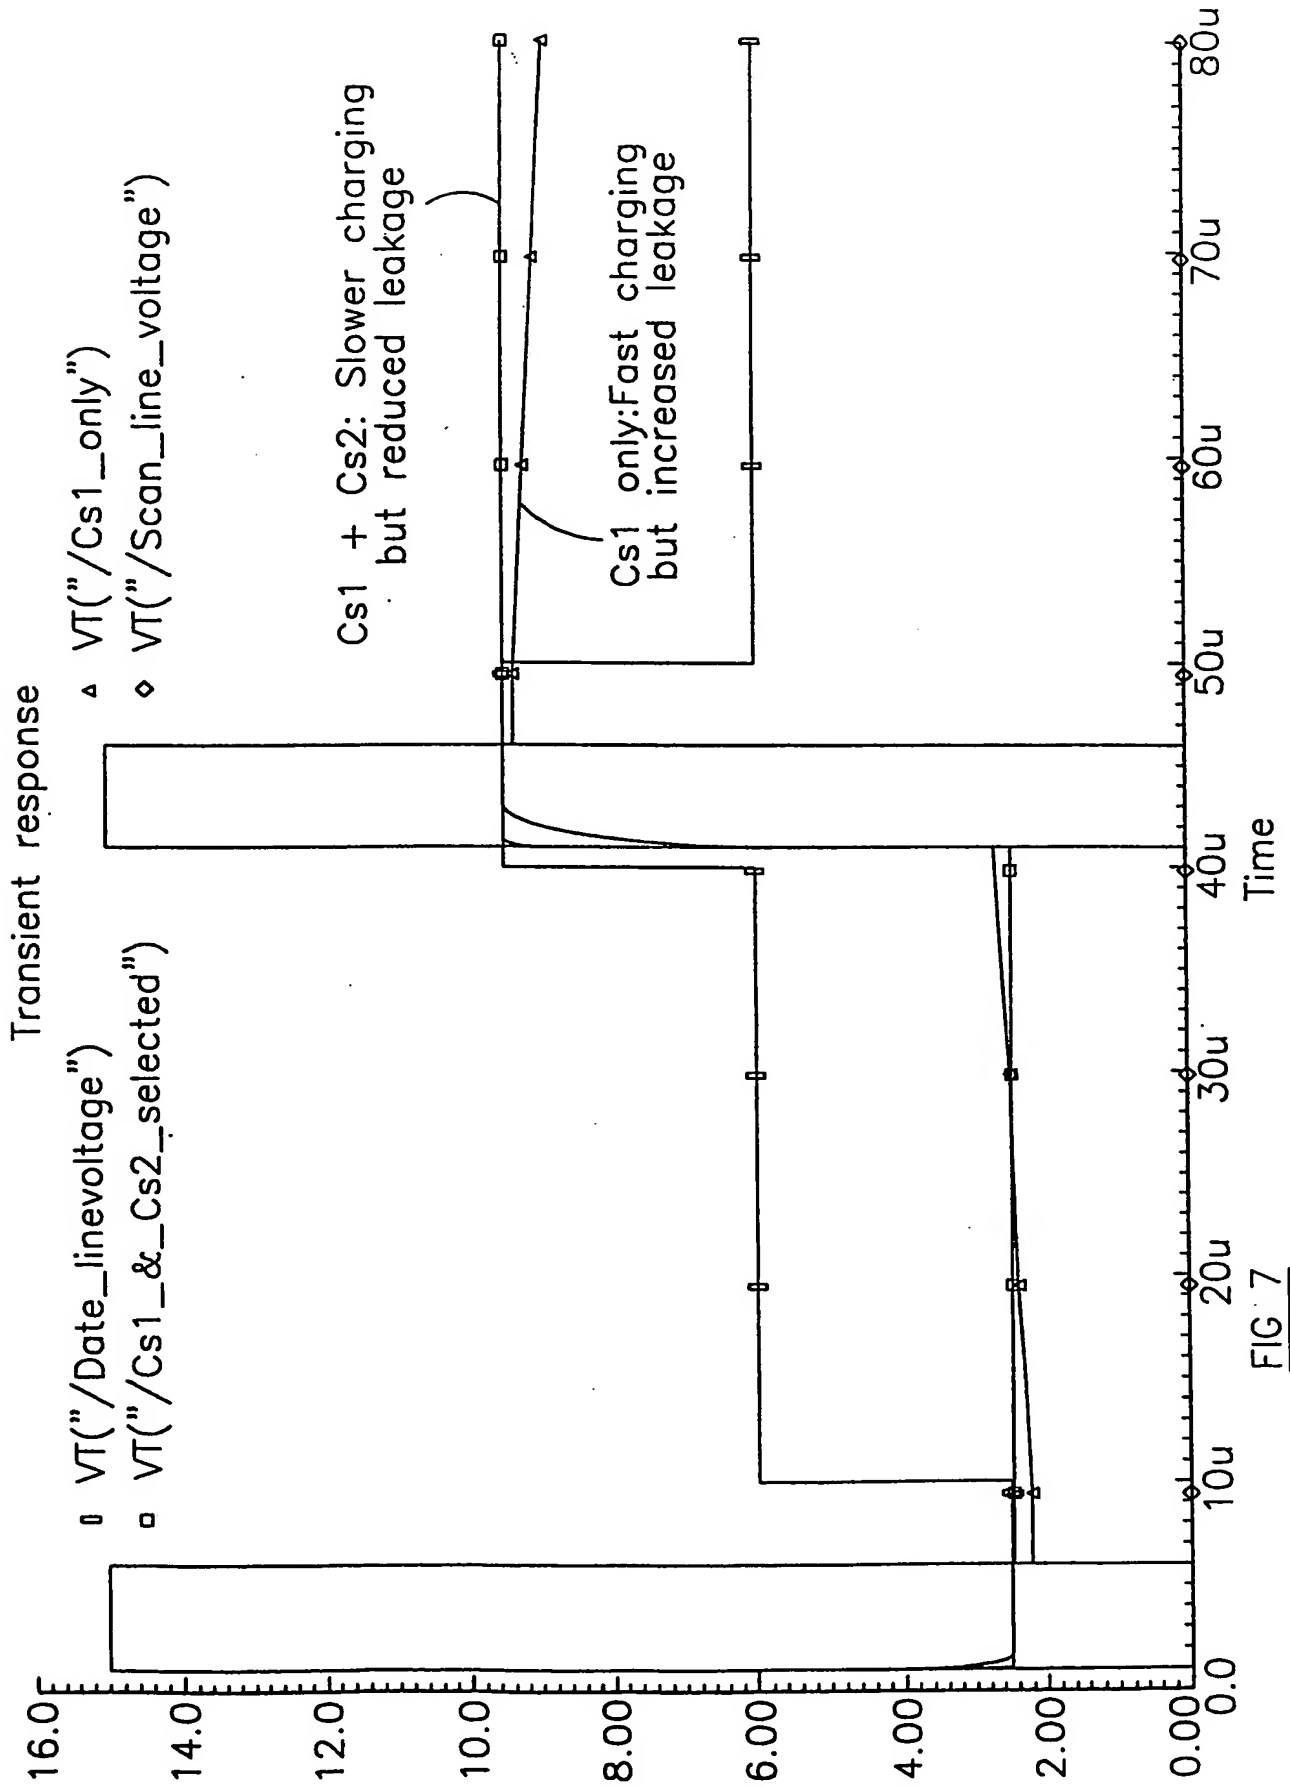 Transient response
VT("/Date_linevoltage")
VT("/Cs1_only")
VT("/Cs1_&_Cs2_selected")
VT("/Scan_line_voltage")
16.0
14.0
12.0
10.0
8.00
6.00
4.00
2.00
0.00
Cs1 + Cs2: Slower charging
but reduced leakage
Cs1 only:Fast charging
but increased leakage
0.0
10u
20u
30u
40u
50u
60u
70u
80u
Time
FIG 7